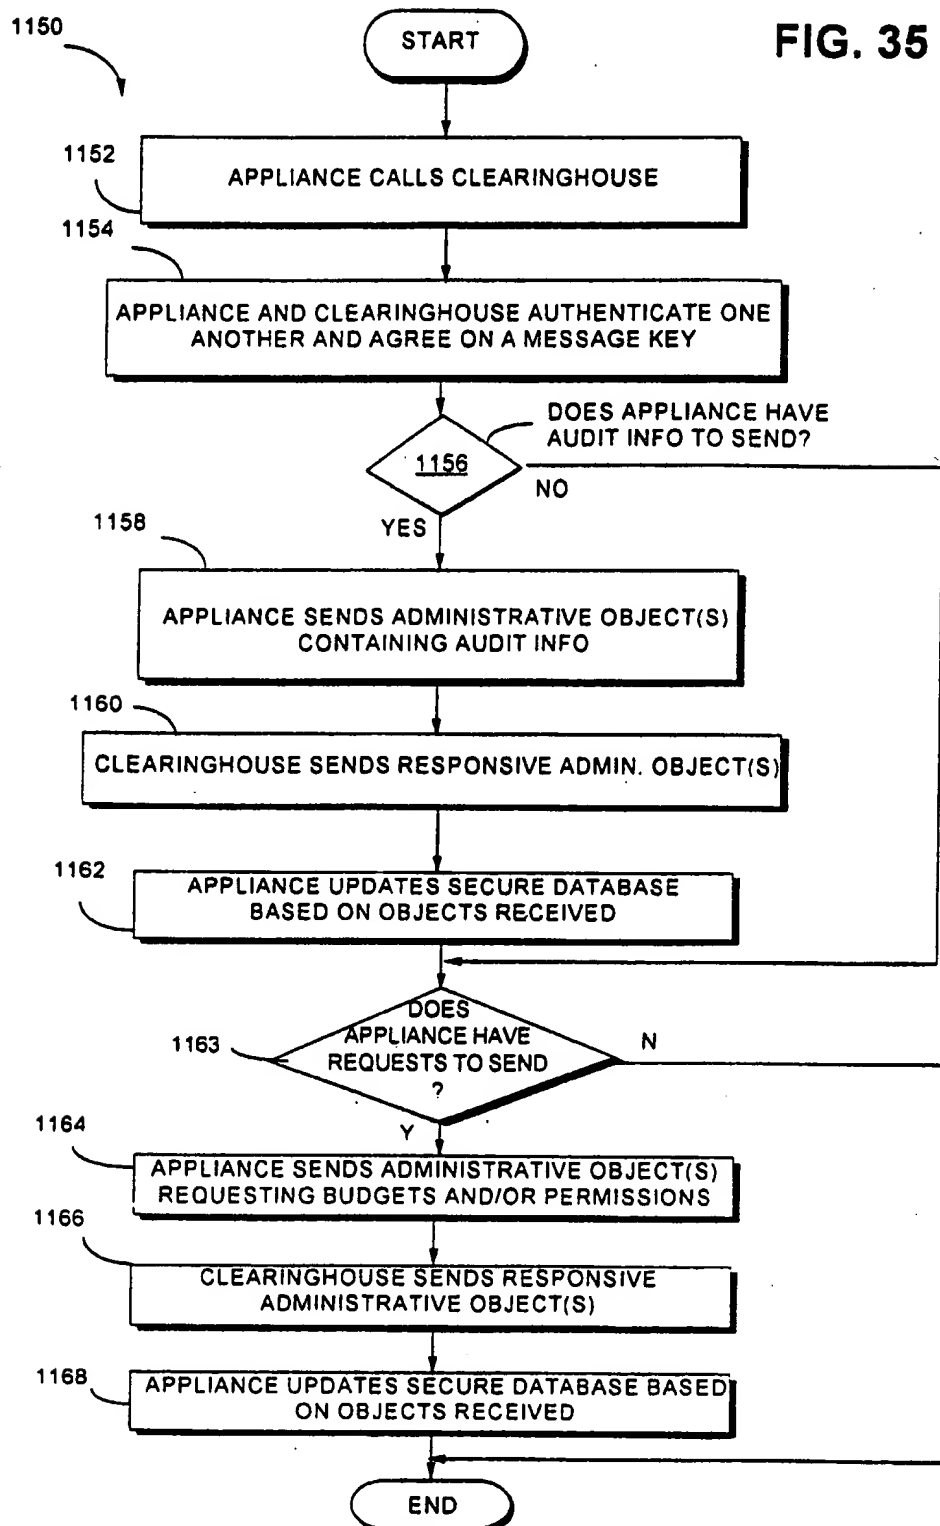 1150
START
FIG. 35
1152
APPLIANCE CALLS CLEARINGHOUSE
1154
APPLIANCE AND CLEARINGHOUSE AUTHENTICATE ONE
ANOTHER AND AGREE ON A MESSAGE KEY
DOES APPLIANCE HAVE
AUDIT INFO TO SEND?
1156
NO
YES
1158
APPLIANCE SENDS ADMINISTRATIVE OBJECT(S)
CONTAINING AUDIT INFO
1160
CLEARINGHOUSE SENDS RESPONSIVE ADMIN. OBJECT(S)
1162
APPLIANCE UPDATES SECURE DATABASE
BASED ON OBJECTS RECEIVED
1163
DOES
APPLIANCE HAVE
REQUESTS TO SEND
?
N
Y
1164
APPLIANCE SENDS ADMINISTRATIVE OBJECT(S)
REQUESTING BUDGETS AND/OR PERMISSIONS
1166
CLEARINGHOUSE SENDS RESPONSIVE
ADMINISTRATIVE OBJECT(S)
1168
APPLIANCE UPDATES SECURE DATABASE BASED
ON OBJECTS RECEIVED
END